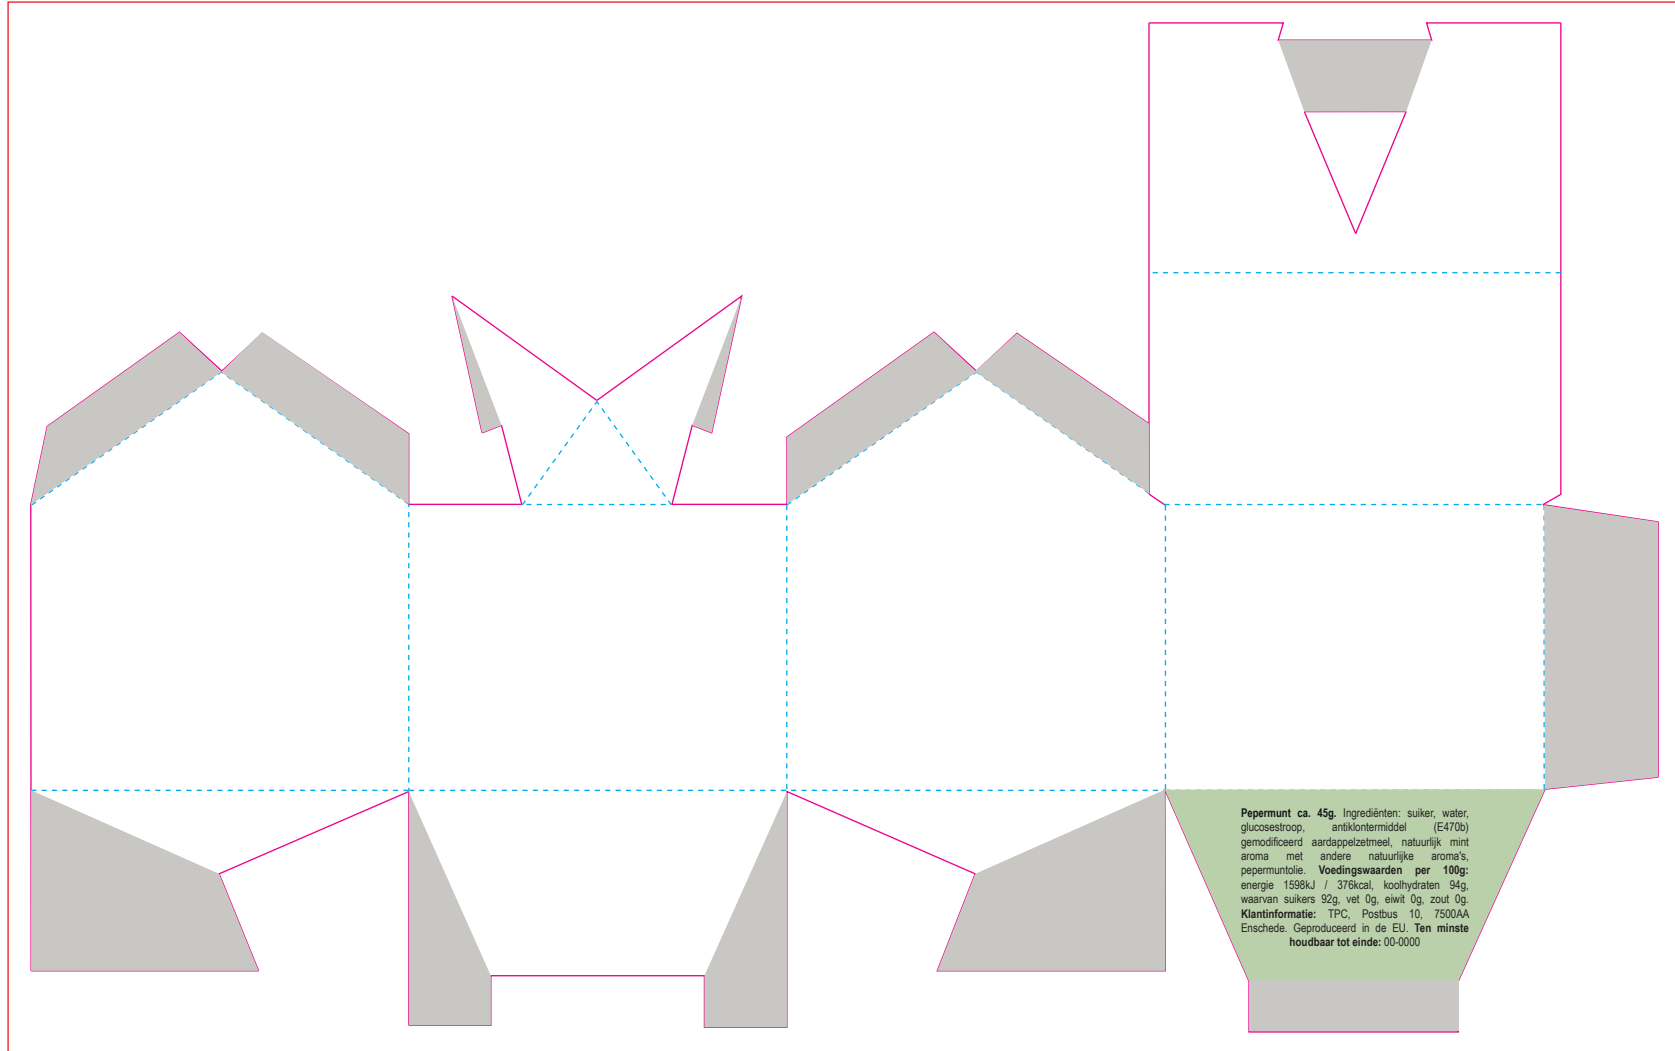 Pepermunt ca. 45g. Ingrediënten: suiker, water,
glucosestroop, antiklontermiddel (E470b)
gemodificeerd aardappelzetmeel, natuurlijk mint
aroma met andere natuurlijke aroma's,
pepermuntolie. Voedingswaarden per 100g:
energie 1598kJ / 376kcal, koolhydraten 94g,
waarvan suikers 92g, vet 0g, eiwit 0g, zout 0g.
Klantinformatie: TPC, Postbus 10, 7500AA
Enschede. Geproduceerd in de EU. Ten minste
houdbaar tot einde: 00-0000